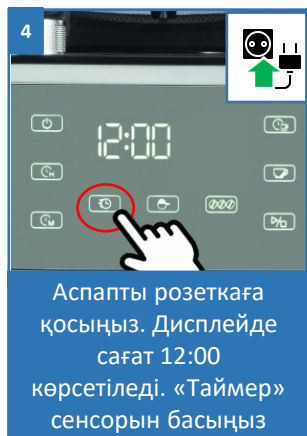 4
12:00
H
M
Аспапты розеткаға
қосыңыз. Дисплейде
сағат 12:00
көрсетіледі. «Таймер»
сенсорын басыңыз